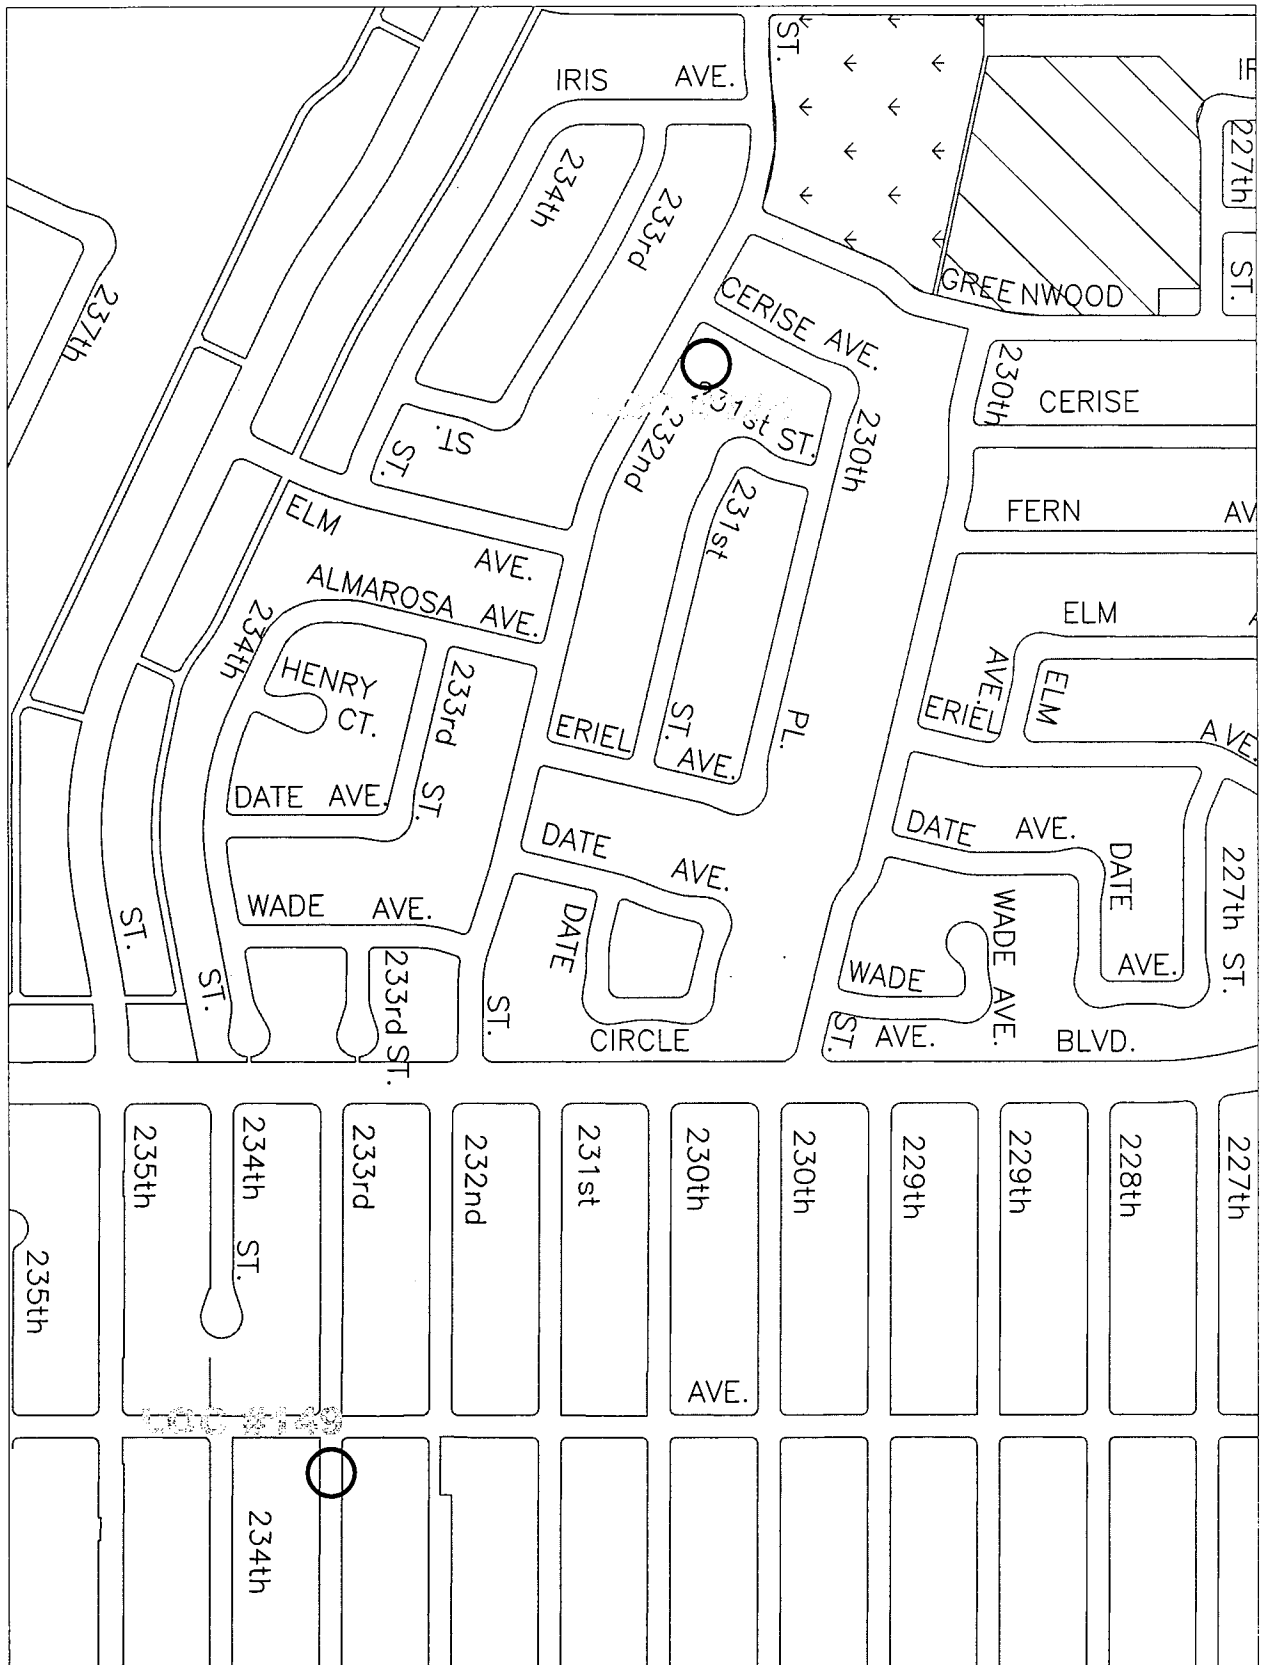 ST.
IRIS AVE.
IR
227th
ST.
234th
233rd
237th
GREENWOOD
CERISE AVE.
230th
CERISE
231st ST.
232nd
230th
ST.
ST.
231st
FERN AV
ELM
AVE.
ALMAROSA AVE.
234th
ELM
HENRY
CT.
233rd
AVE.
ELM
ERIEL
ST.
AVE.
PL.
ERIEL
AVE.
DATE AVE.
ST.
DATE
AVE.
DATE AVE.
DATE
227th ST.
WADE AVE.
DATE
WADE AVE.
AVE.
ST.
ST.
233rd ST.
ST.
WADE
CIRCLE
ST.
AVE.
BLVD.
235th
234th
ST.
233rd
232nd
231st
230th
230th
229th
229th
228th
227th
235th
AVE.
LOC #149
234th